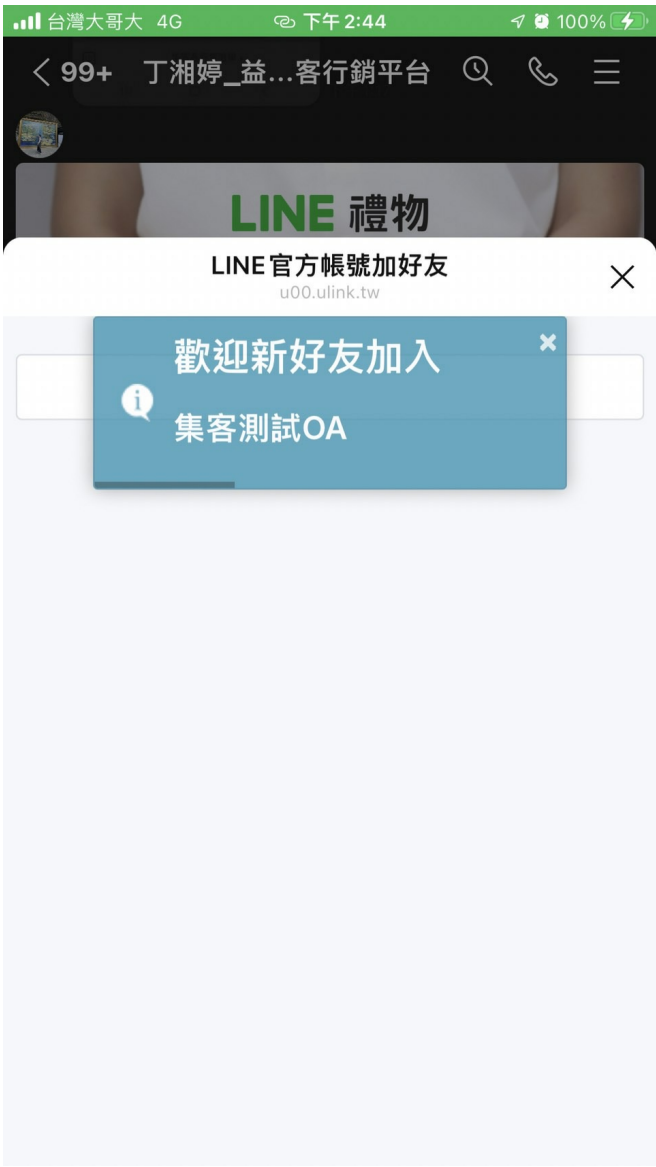 台灣大哥大 4G 下午2:44 100%
99+ 丁湘婷_益...客行銷平台
LINE 禮物
LINE官方帳號加好友
u00.ulink.tw
歡迎新好友加入
集客測試OA